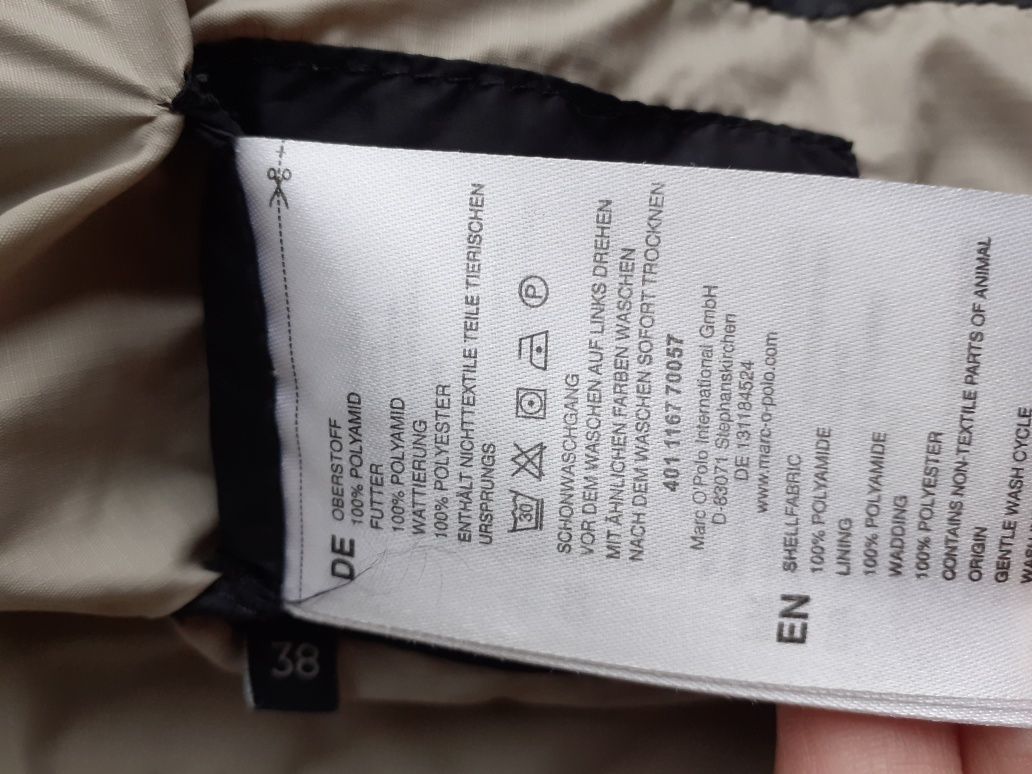 DE OBERSTOFF
100% POLYAMID
FUTTER
100% POLYAMID
WATTIERUNG
100% POLYESTER
ENTHÄLT NICHTTEXTILE TEILE TIERISCHEN
URSPRUNGS
30 P
SCHONWASCHGANG
VOR DEM WASCHEN AUF LINKS DREHEN
MIT ÄHNLICHEN FARBEN WASCHEN
NACH DEM WASCHEN SOFORT TROCKNEN
401 1167 70057
Marc O'Polo International GmbH
D-83071 Stephanskirchen
DE 131184524
www.marc-o-polo.com
EN SHELLFABRIC
100% POLYAMIDE
LINING
100% POLYAMIDE
WADDING
100% POLYESTER
CONTAINS NON-TEXTILE PARTS OF ANIMAL
ORIGIN
GENTLE WASH CYCLE
38